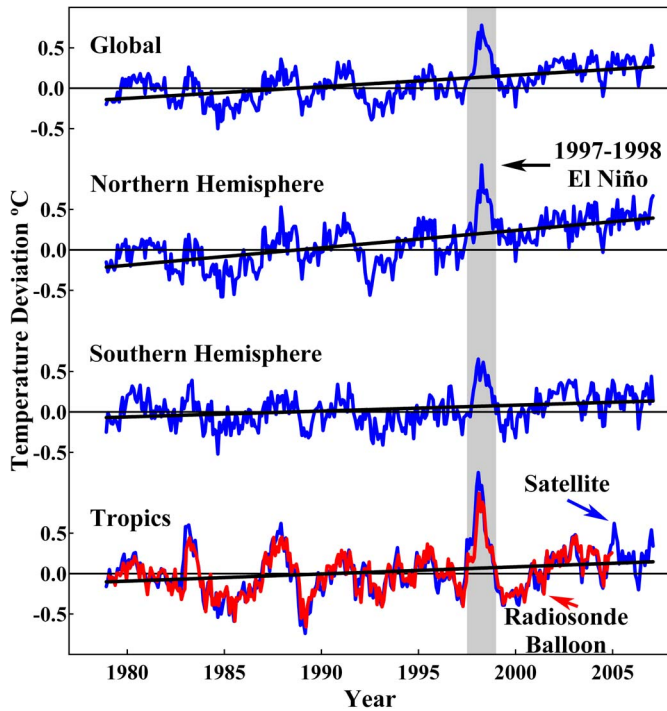 Temperature Deviation ºC
Global
0.5
0.0
-0.5
1997-1998
El Niño
Northern Hemisphere
0.5
0.0
-0.5
Southern Hemisphere
0.5
0.0
-0.5
Tropics
Satellite
0.5
0.0
-0.5
Radiosonde
Balloon
1980 1985 1990 1995 2000 2005
Year